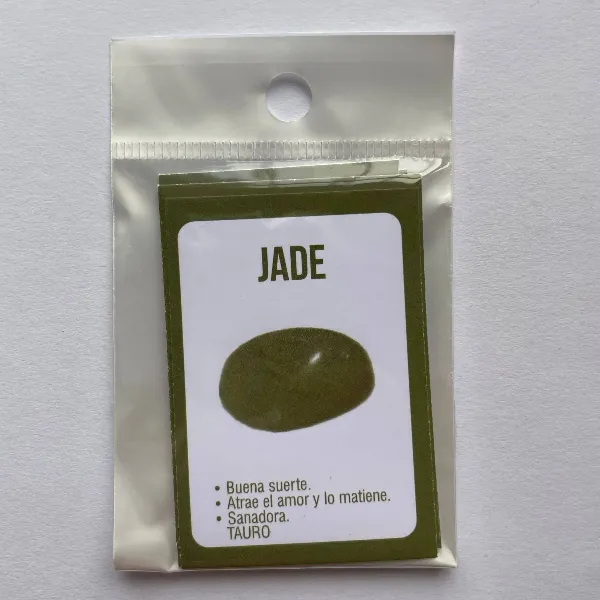 JADE
• Buena suerte.
• Atrae el amor y lo matiene.
• Sanadora.
TAURO